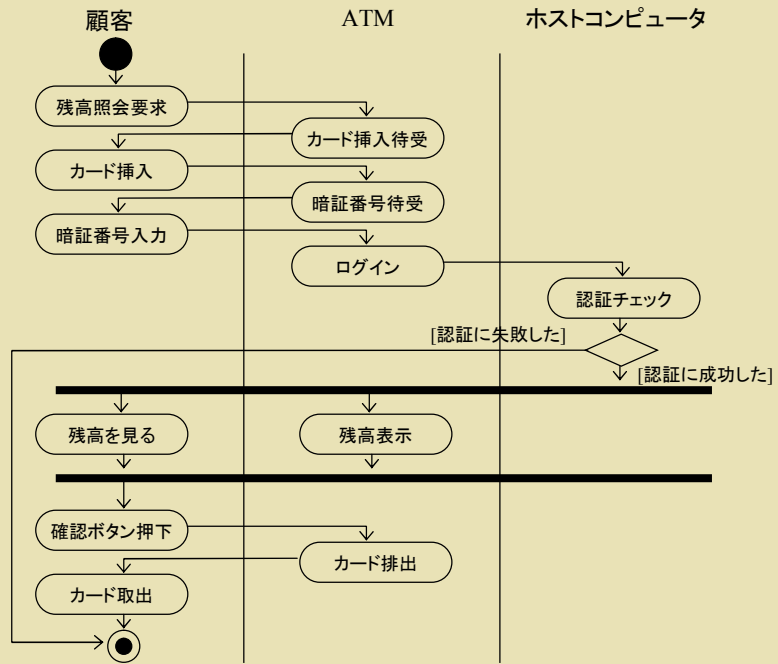 顧客
ATM
ホストコンピュータ
残高照会要求
カード挿入待受
カード挿入
暗証番号待受
暗証番号入力
ログイン
認証チェック
[認証に失敗した]
[認証に成功した]
残高を見る
残高表示
確認ボタン押下
カード排出
カード取出